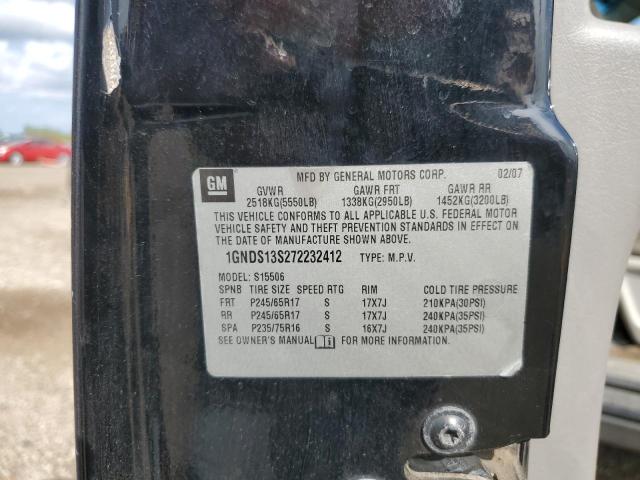 GM MFD BY GENERAL MOTORS CORP. 02/07
GVWR GAWR FRT GAWR RR
2518KG(5550LB) 1338KG(2950LB) 1452KG(3200LB)
THIS VEHICLE CONFORMS TO ALL APPLICABLE U.S. FEDERAL MOTOR
VEHICLE SAFETY AND THEFT PREVENTION STANDARDS IN EFFECT ON
THE DATE OF MANUFACTURE SHOWN ABOVE.
1GNDS13S272232412 TYPE: M.P.V.
MODEL: S15506
SPNB TIRE SIZE SPEED RTG RIM COLD TIRE PRESSURE
FRT P245/65R17 S 17X7J 210KPA(30PSI)
RR P245/65R17 S 17X7J 240KPA(35PSI)
SPA P235/75R16 S 16X7J 240KPA(35PSI)
SEE OWNER'S MANUAL FOR MORE INFORMATION.